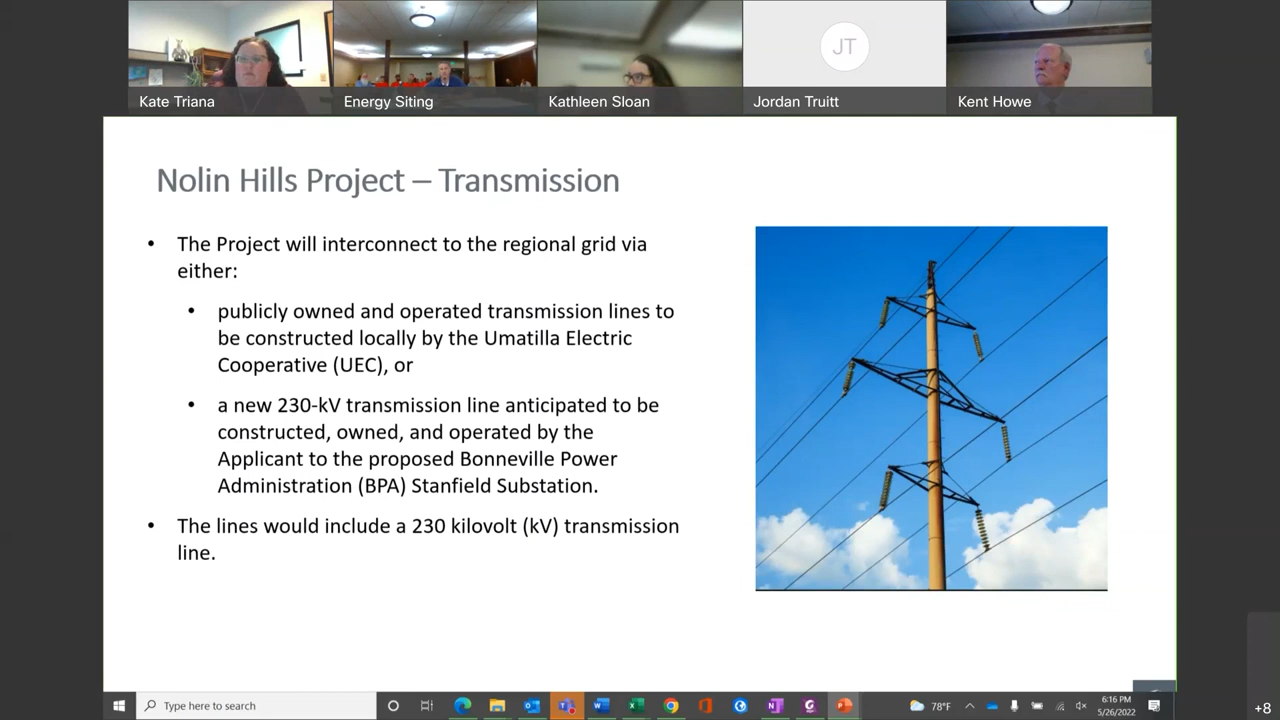 JT
Kate Triana
Energy Siting
Kathleen Sloan
Jordan Truitt
Kent Howe
Nolin Hills Project – Transmission
• The Project will interconnect to the regional grid via
either:
• publicly owned and operated transmission lines to
be constructed locally by the Umatilla Electric
Cooperative (UEC), or
• a new 230-kV transmission line anticipated to be
constructed, owned, and operated by the
Applicant to the proposed Bonneville Power
Administration (BPA) Stanfield Substation.
• The lines would include a 230 kilovolt (kV) transmission
line.
Type here to search
78°F
6:16 PM
5/26/2022
+8